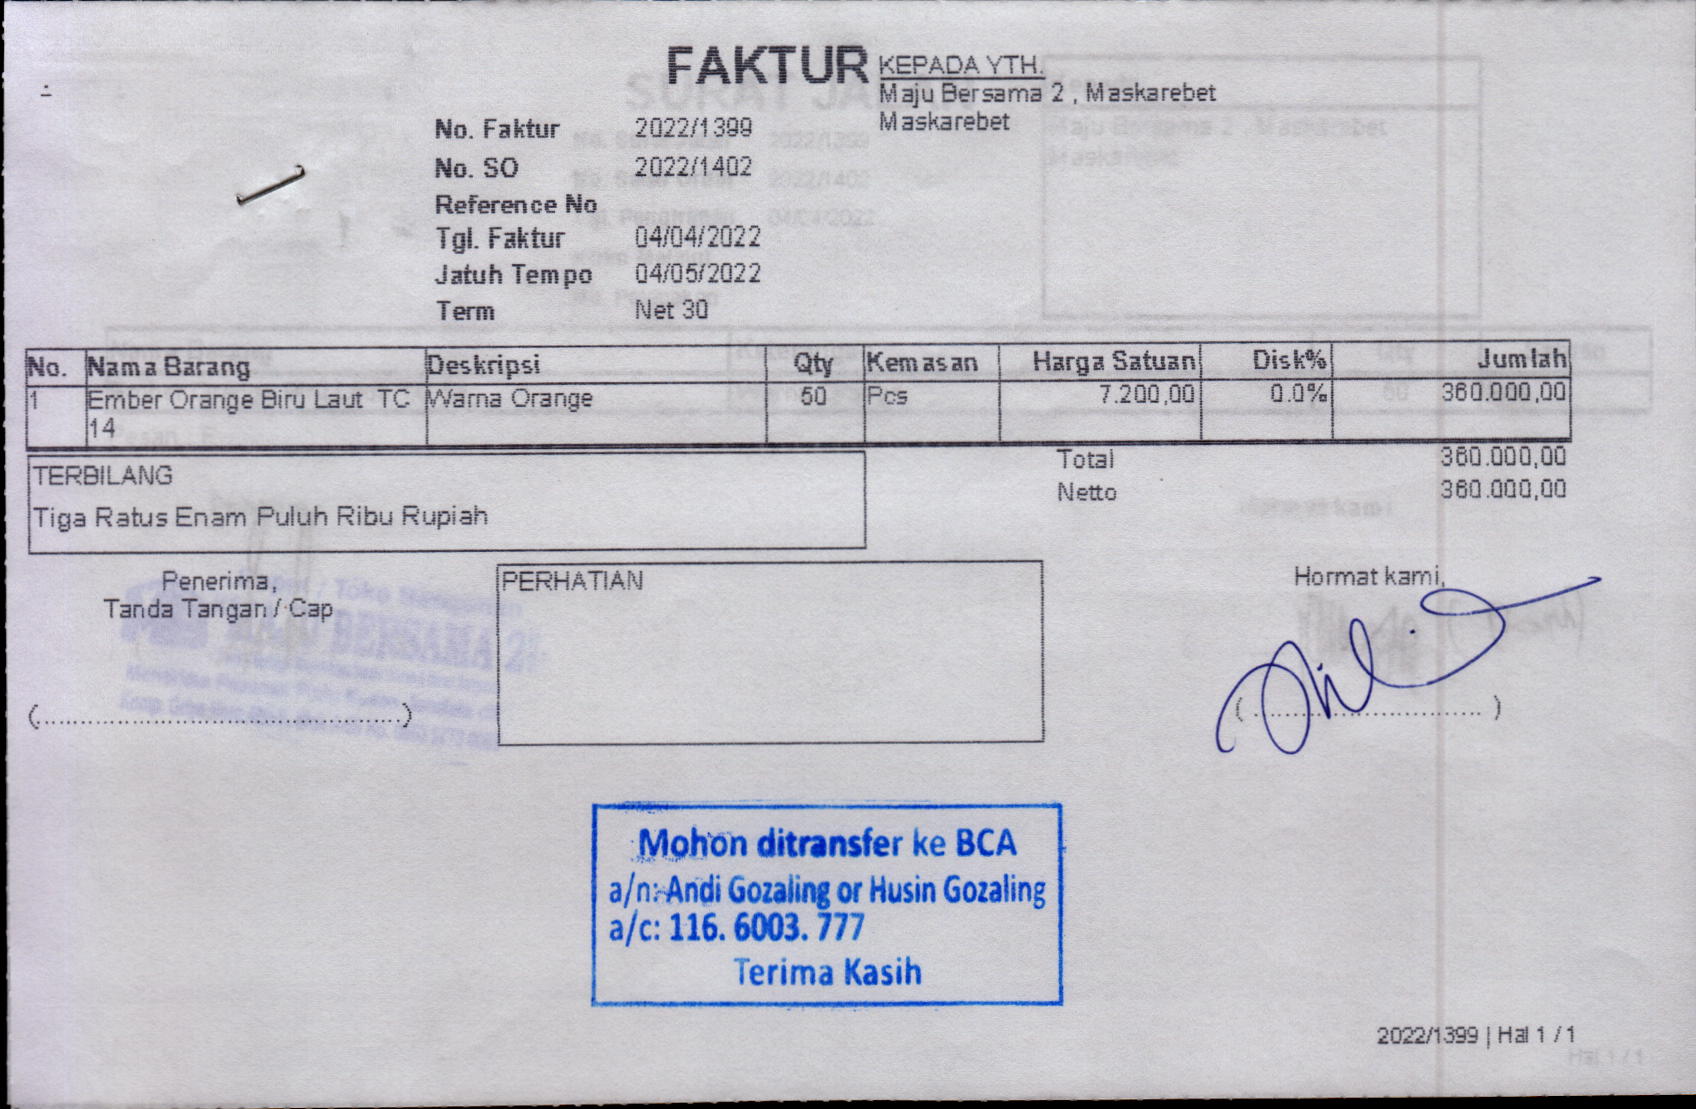 FAKTUR
KEPADA YTH.
Maju Bersama 2 , Maskarebet
Maskarebet
No. Faktur 2022/1399
No. SO 2022/1402
Reference No
Tgl. Faktur 04/04/2022
Jatuh Tempo 04/05/2022
Term Net 30
No. Nama Barang Deskripsi Qty Kemasan Harga Satuan Disk% Jumlah
1 Ember Orange Biru Laut TC Warna Orange 50 Pcs 7.200,00 0.0% 360.000,00
14
Total 360.000,00
Netto 360.000,00
TERBILANG
Tiga Ratus Enam Puluh Ribu Rupiah
Penerima,
Tanda Tangan / Cap
(....................................................)
PERHATIAN
Hormat kami,
(................................)
Mohon ditransfer ke BCA
a/n: Andi Gozaling or Husin Gozaling
a/c: 116. 6003. 777
Terima Kasih
2022/1399 | Hal 1 / 1